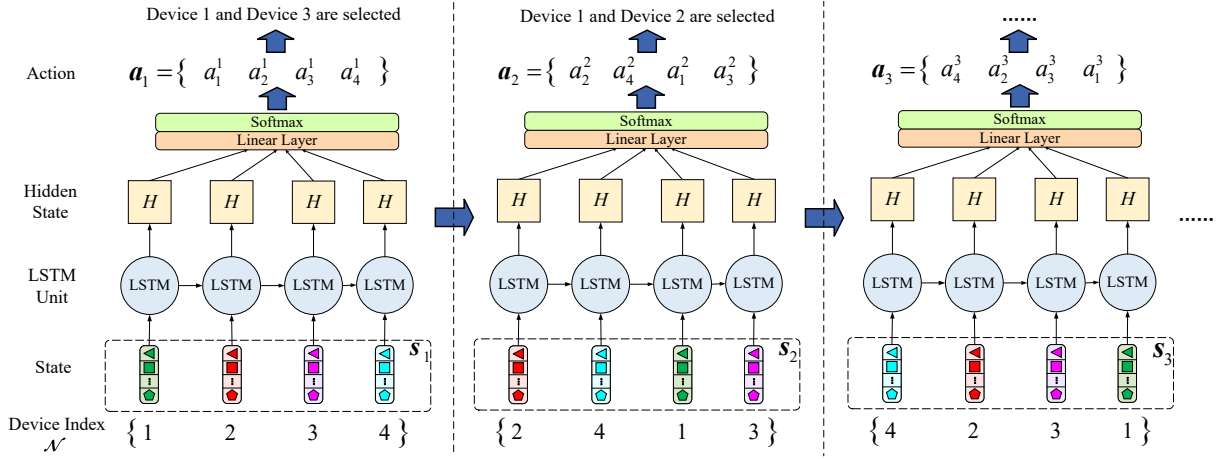 Device 1 and Device 3 are selected
Device 1 and Device 2 are selected
......
Action
a₁ = { a₁¹ a₂¹ a₃¹ a₄¹ }
a₂ = { a₂² a₄² a₁² a₃² }
a₃ = { a₄³ a₂³ a₃³ a₁³ }
Softmax
Linear Layer
Softmax
Linear Layer
Softmax
Linear Layer
Hidden
State
H H H H
H H H H
H H H H
......
LSTM
Unit
LSTM LSTM LSTM LSTM
LSTM LSTM LSTM LSTM
LSTM LSTM LSTM LSTM
State
s₁
s₂
s₃
Device Index
𝒩
{ 1 2 3 4 }
{ 2 4 1 3 }
{ 4 2 3 1 }